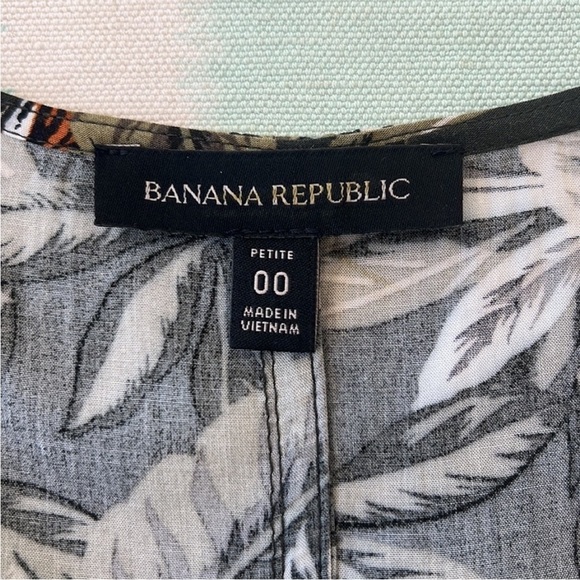 BANANA REPUBLIC
PETITE
00
MADE IN
VIETNAM